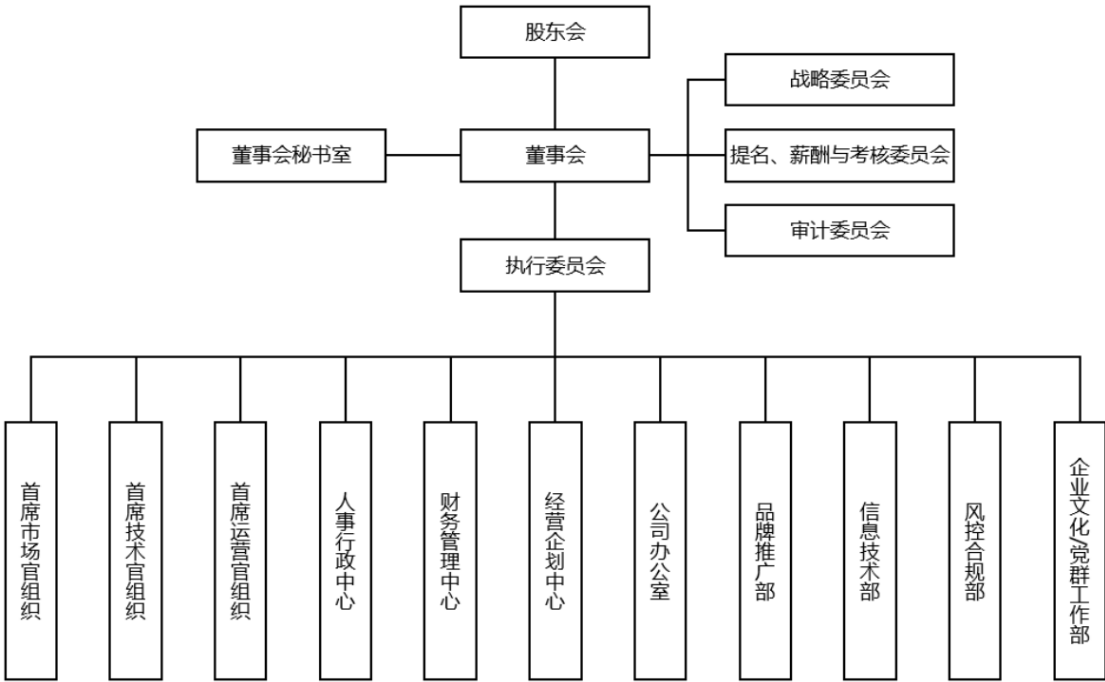 股东会
战略委员会
董事会秘书室
董事会
提名、薪酬与考核委员会
审计委员会
执行委员会
首席市场官组织
首席技术官组织
首席运营官组织
人事行政中心
财务管理中心
经营企划中心
公司办公室
品牌推广部
信息技术部
风控合规部
企业文化/党群工作部